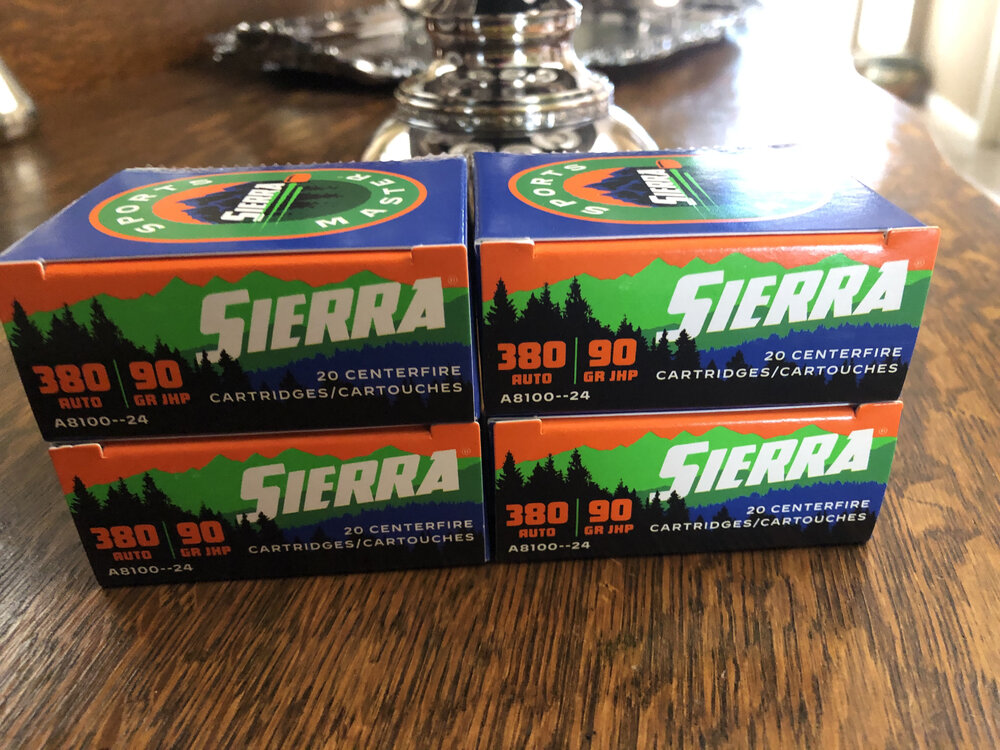 SPORTS MASTER
SIERRA
SPORTS
SIERRA
SIERRA®
380 AUTO
90 GR JHP
20 CENTERFIRE
CARTRIDGES/CARTOUCHES
A8100--24
SIERRA®
380 AUTO
90 GR JHP
20 CENTERFIRE
CARTRIDGES/CARTOUCHES
A8100--24
SIERRA®
380 AUTO
90 GR JHP
20 CENTERFIRE
CARTRIDGES/CARTOUCHES
A8100--24
SIERRA®
380 AUTO
90 GR JHP
20 CENTERFIRE
CARTRIDGES/CARTOUCHES
A8100--24